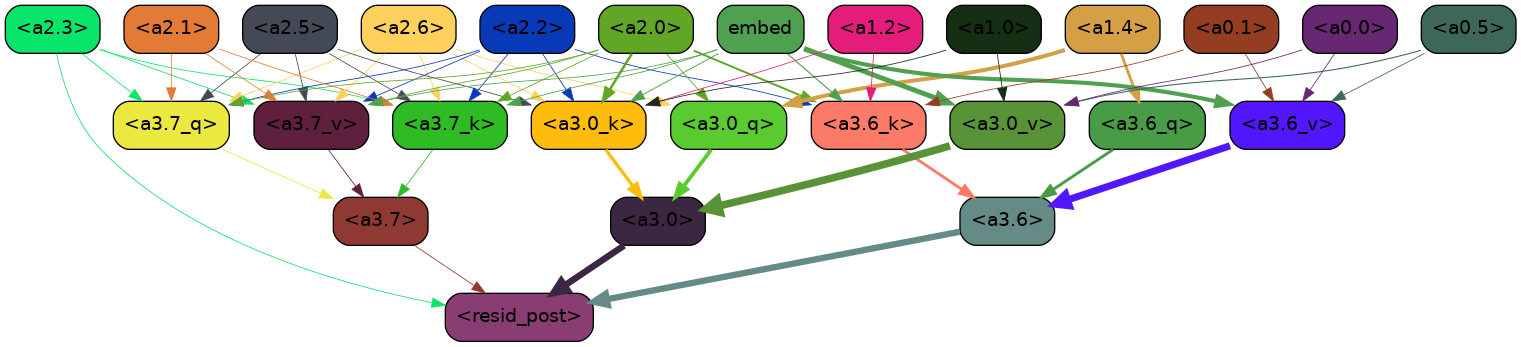 <a2.3> <a2.1> <a2.5> <a2.6> <a2.2> <a2.0> embed <a1.2> <a1.0> <a1.4> <a0.1> <a0.0> <a0.5>
<a3.7_q> <a3.7_v> <a3.7_k> <a3.0_k> <a3.0_q> <a3.6_k> <a3.0_v> <a3.6_q> <a3.6_v>
<a3.7> <a3.0> <a3.6>
<resid_post>